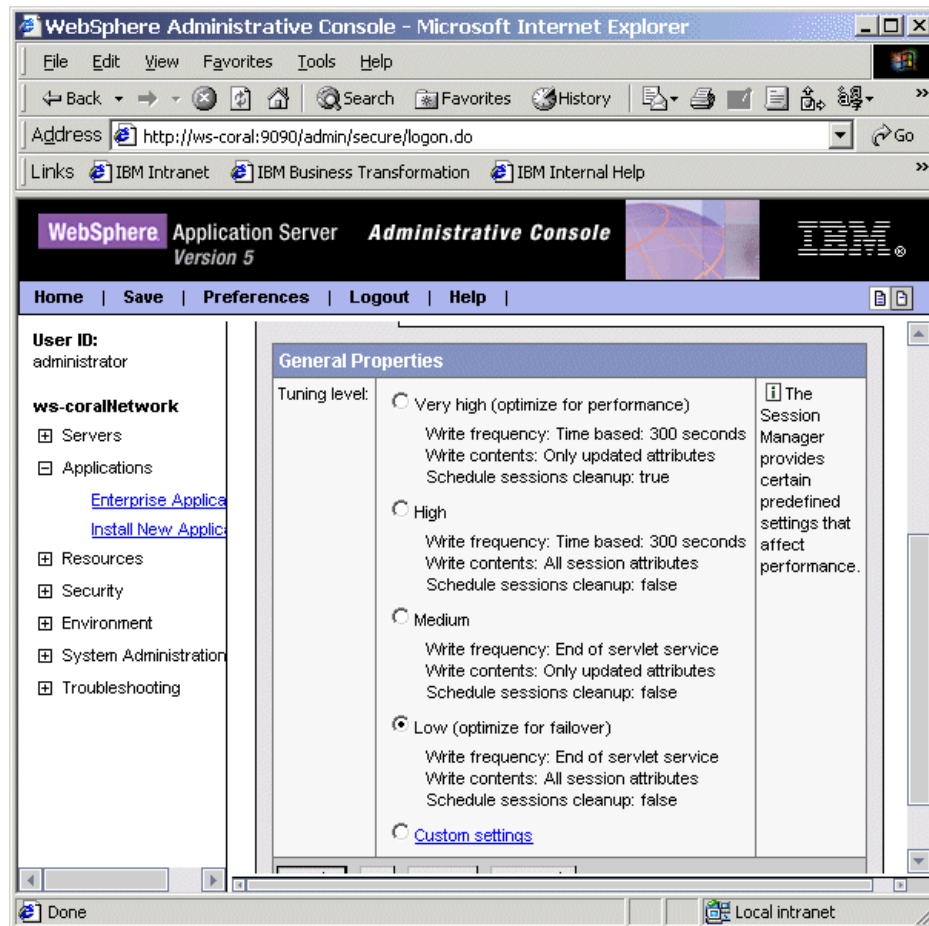 WebSphere Administrative Console - Microsoft Internet Explorer
File Edit View Favorites Tools Help
Back Search Favorites History
Address http://ws-coral:9090/admin/secure/logon.do Go
Links IBM Intranet IBM Business Transformation IBM Internal Help
WebSphere Application Server Administrative Console IBM
Version 5
Home | Save | Preferences | Logout | Help |
User ID:
administrator
ws-coralNetwork
Servers
Applications
Enterprise Applica
Install New Applic
Resources
Security
Environment
System Administration
Troubleshooting
General Properties
Tuning level:
Very high (optimize for performance)
Write frequency: Time based: 300 seconds
Write contents: Only updated attributes
Schedule sessions cleanup: true
High
Write frequency: Time based: 300 seconds
Write contents: All session attributes
Schedule sessions cleanup: false
Medium
Write frequency: End of servlet service
Write contents: Only updated attributes
Schedule sessions cleanup: false
Low (optimize for failover)
Write frequency: End of servlet service
Write contents: All session attributes
Schedule sessions cleanup: false
Custom settings
i The
Session
Manager
provides
certain
predefined
settings that
affect
performance.
Done
Local intranet